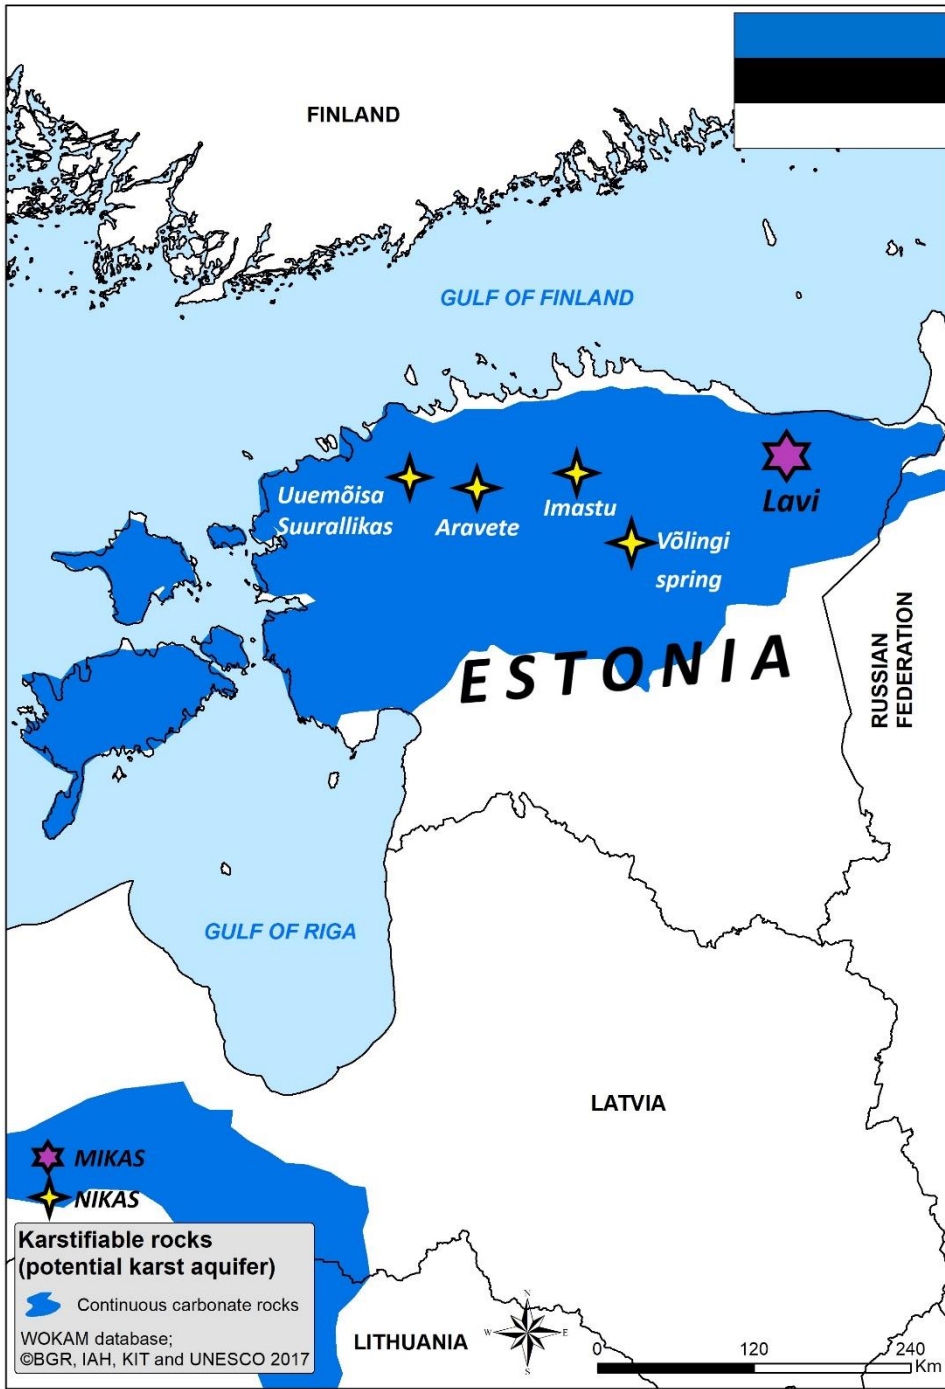 FINLAND
GULF OF FINLAND
Uuemõisa
Suurallikas
Aravete
Imastu
Lavi
Võlingi
spring
ESTONIA
RUSSIAN
FEDERATION
GULF OF RIGA
LATVIA
MIKAS
NIKAS
Karstifiable rocks
(potential karst aquifer)
Continuous carbonate rocks
WOKAM database;
©BGR, IAH, KIT and UNESCO 2017
LITHUANIA
N
W E
S
0 120 240
Km